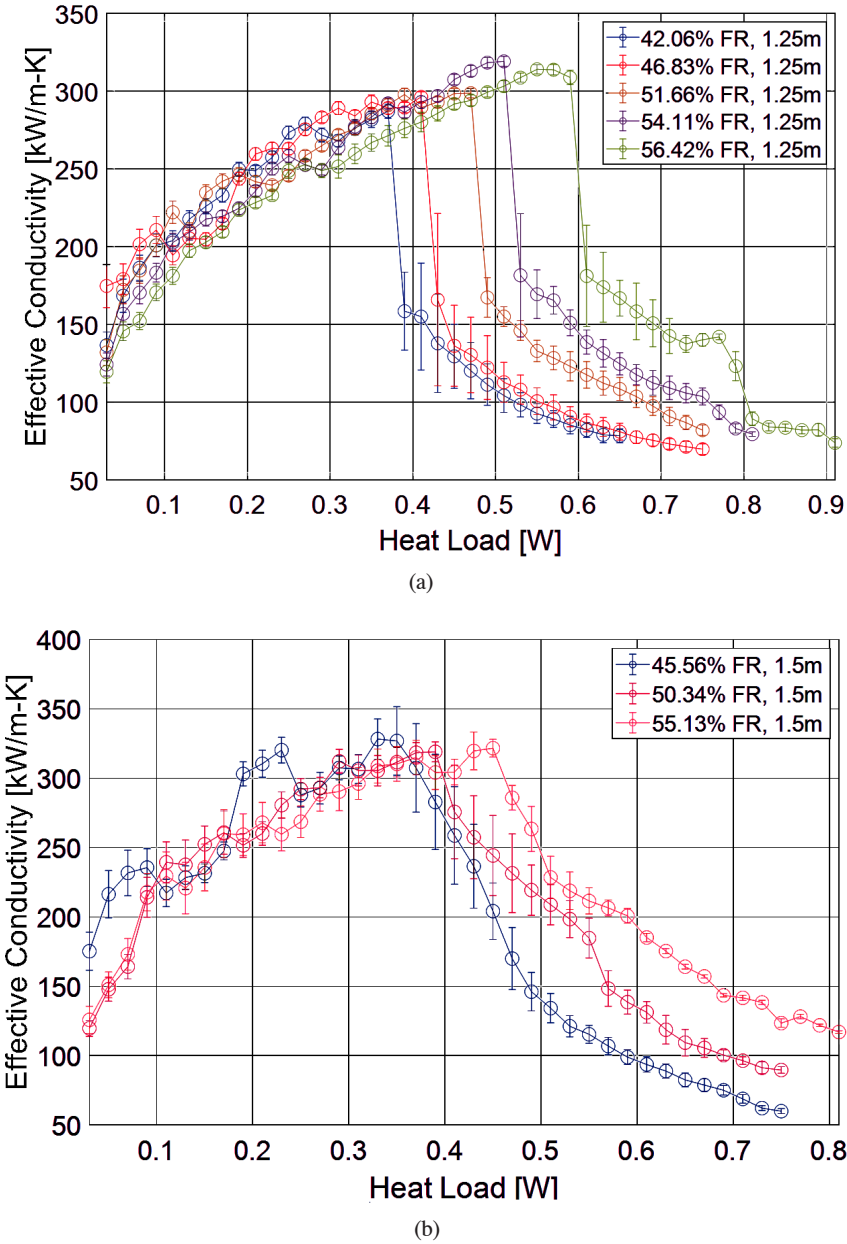 350
300
250
200
150
100
50
Effective Conductivity [kW/m-K]
42.06% FR, 1.25m
46.83% FR, 1.25m
51.66% FR, 1.25m
54.11% FR, 1.25m
56.42% FR, 1.25m
0.1 0.2 0.3 0.4 0.5 0.6 0.7 0.8 0.9
Heat Load [W]
(a)
400
350
300
250
200
150
100
50
Effective Conductivity [kW/m-K]
45.56% FR, 1.5m
50.34% FR, 1.5m
55.13% FR, 1.5m
0.1 0.2 0.3 0.4 0.5 0.6 0.7 0.8
Heat Load [W]
(b)